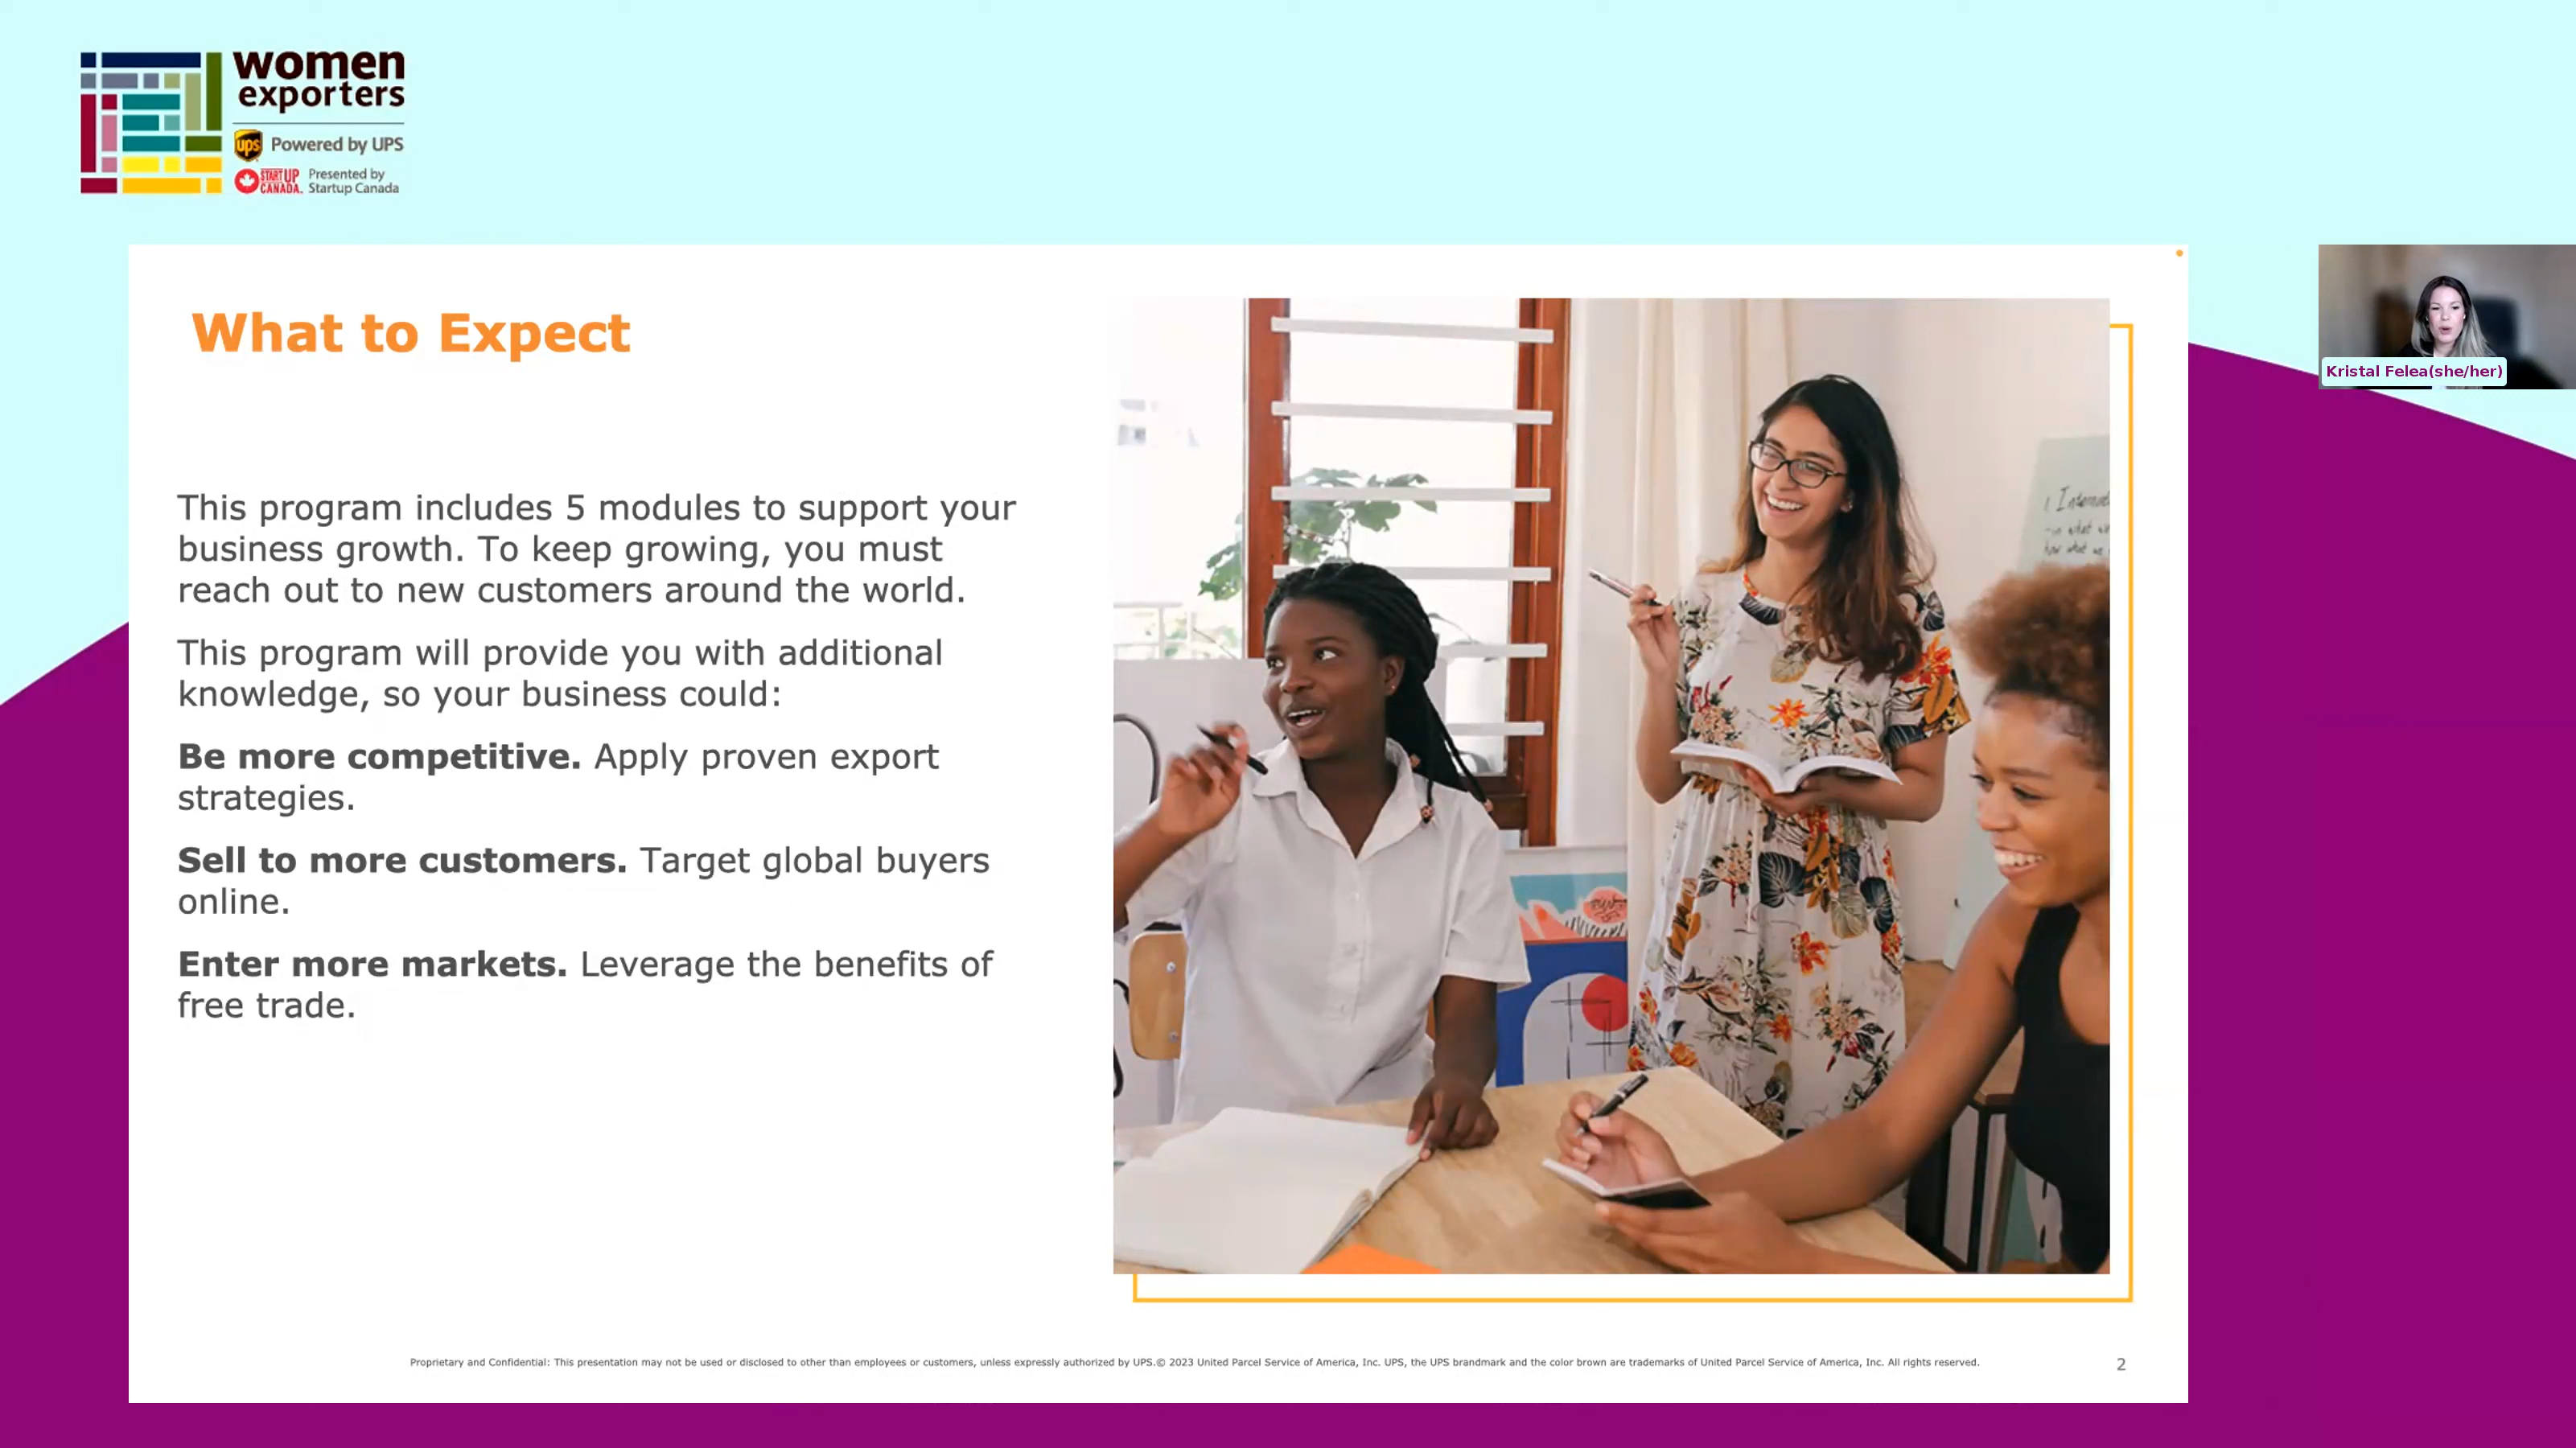 women
exporters
ups Powered by UPS
STARTUP CANADA. Presented by
Startup Canada
What to Expect
Kristal Felea(she/her)
This program includes 5 modules to support your
business growth. To keep growing, you must
reach out to new customers around the world.
This program will provide you with additional
knowledge, so your business could:
Be more competitive. Apply proven export
strategies.
Sell to more customers. Target global buyers
online.
Enter more markets. Leverage the benefits of
free trade.
Proprietary and Confidential: This presentation may not be used or disclosed to other than employees or customers, unless expressly authorized by UPS.© 2023 United Parcel Service of America, Inc. UPS, the UPS brandmark and the color brown are trademarks of United Parcel Service of America, Inc. All rights reserved.
2